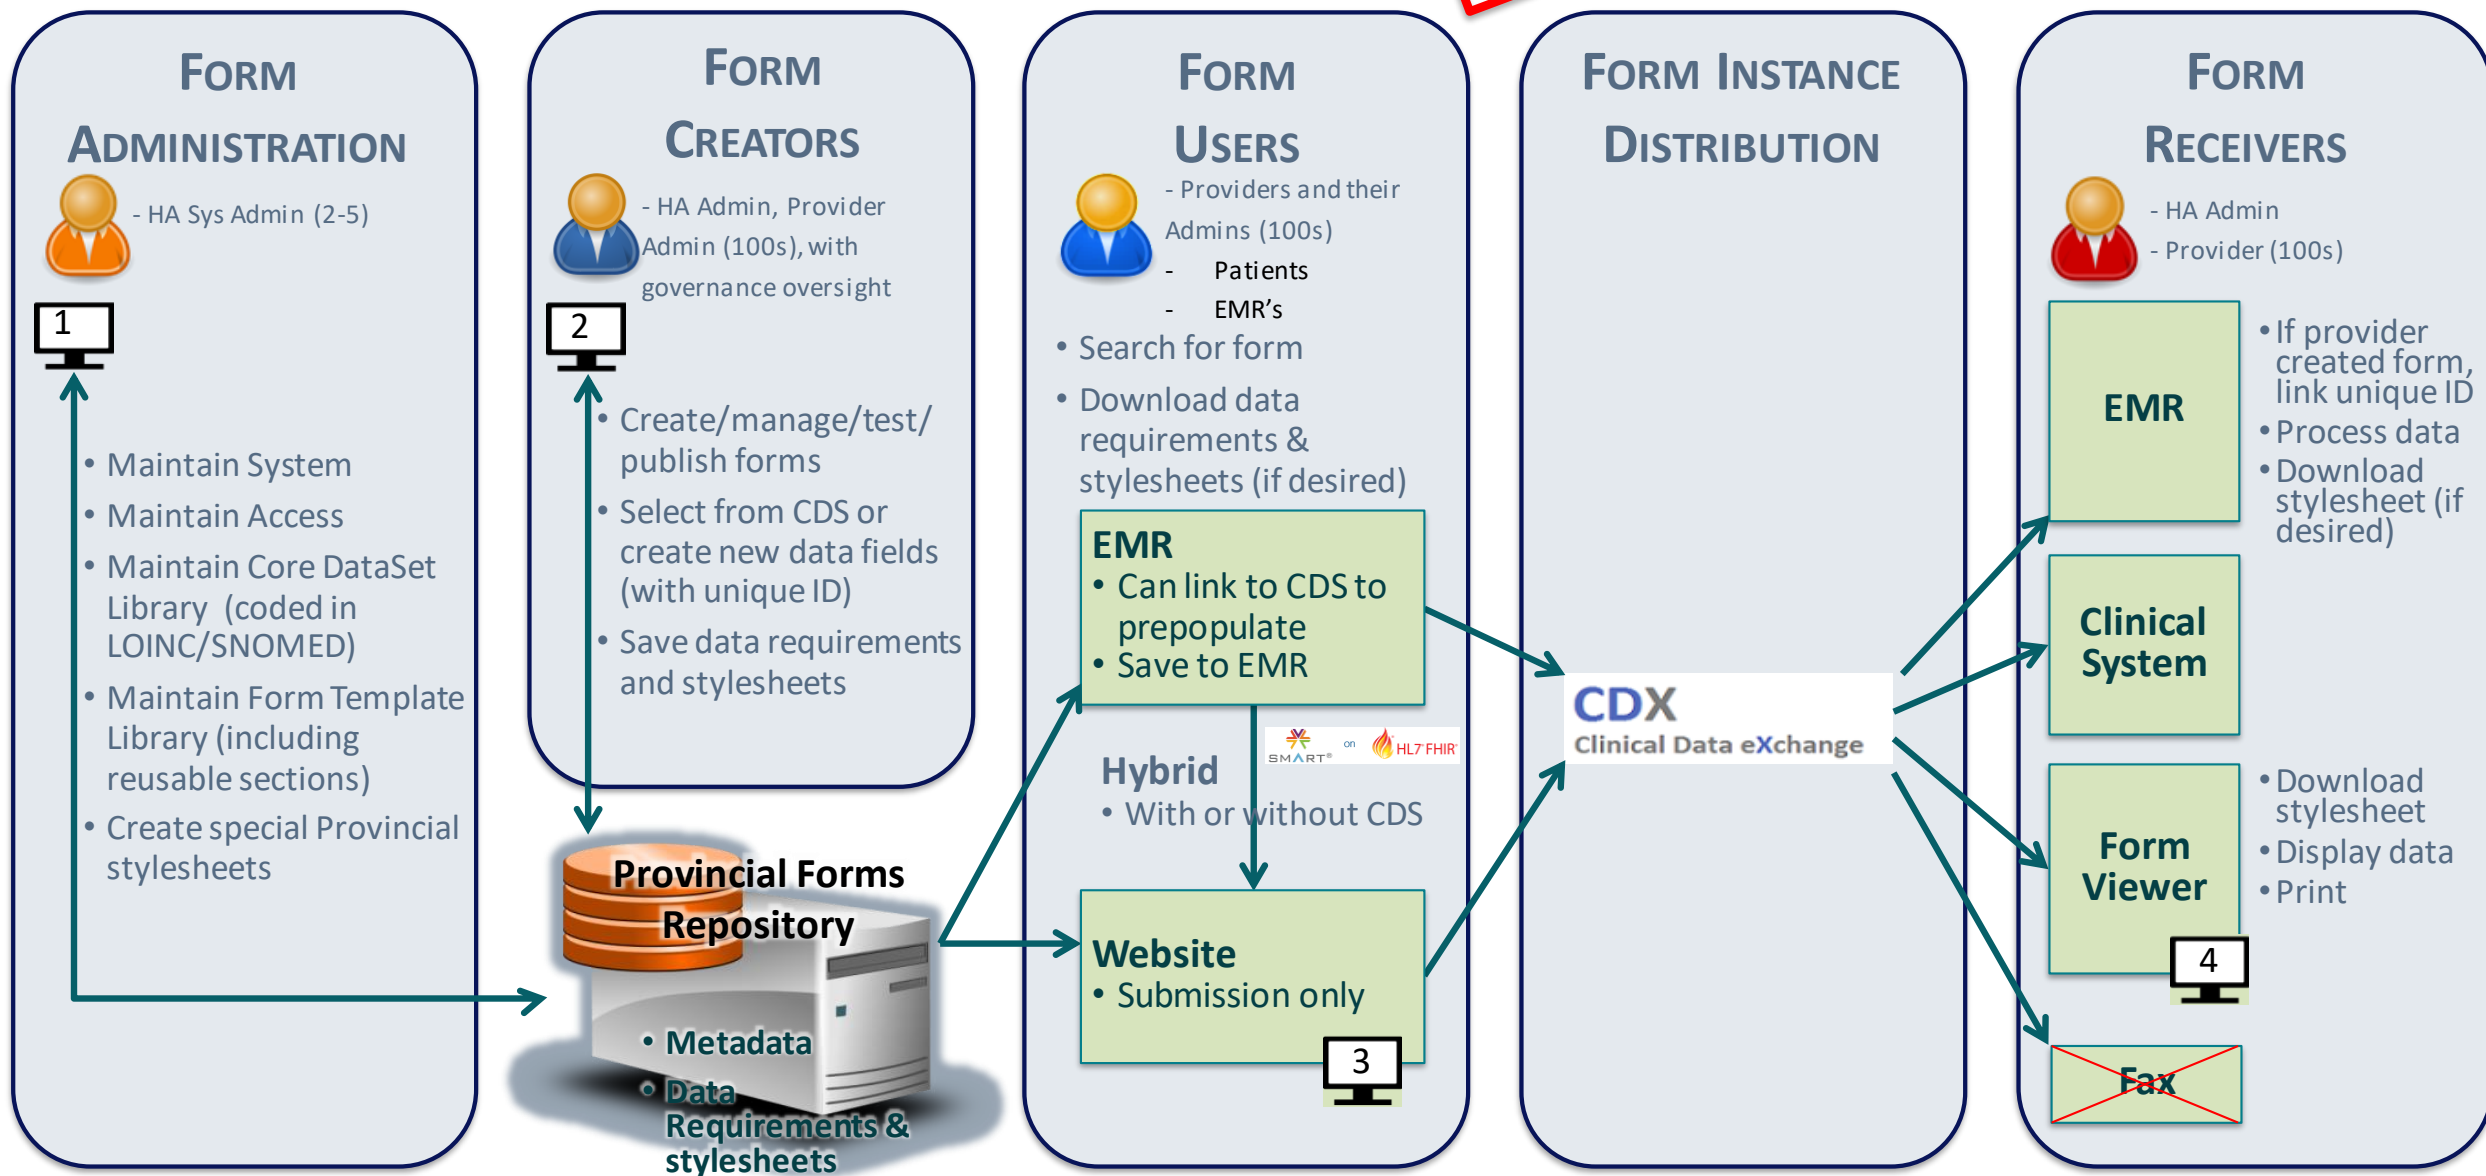 FORM
ADMINISTRATION
- HA Sys Admin (2-5)
1
• Maintain System
• Maintain Access
• Maintain Core DataSet
Library (coded in
LOINC/SNOMED)
• Maintain Form Template
Library (including
reusable sections)
• Create special Provincial
stylesheets
FORM
CREATORS
- HA Admin, Provider
Admin (100s), with
governance oversight
2
• Create/manage/test/
publish forms
• Select from CDS or
create new data fields
(with unique ID)
• Save data requirements
and stylesheets
Provincial Forms
Repository
• Metadata
• Data
Requirements &
stylesheets
FORM
USERS
- Providers and their
Admins (100s)
- Patients
- EMR's
• Search for form
• Download data
requirements &
stylesheets (if desired)
EMR
• Can link to CDS to
prepopulate
• Save to EMR
SMART® on HL7® FHIR®
Hybrid
• With or without CDS
Website
• Submission only
3
FORM INSTANCE
DISTRIBUTION
CDX
Clinical Data eXchange
FORM
RECEIVERS
- HA Admin
- Provider (100s)
EMR
• If provider
created form,
link unique ID
• Process data
• Download
stylesheet (if
desired)
Clinical
System
Form
Viewer
4
• Download
stylesheet
• Display data
• Print
Fax